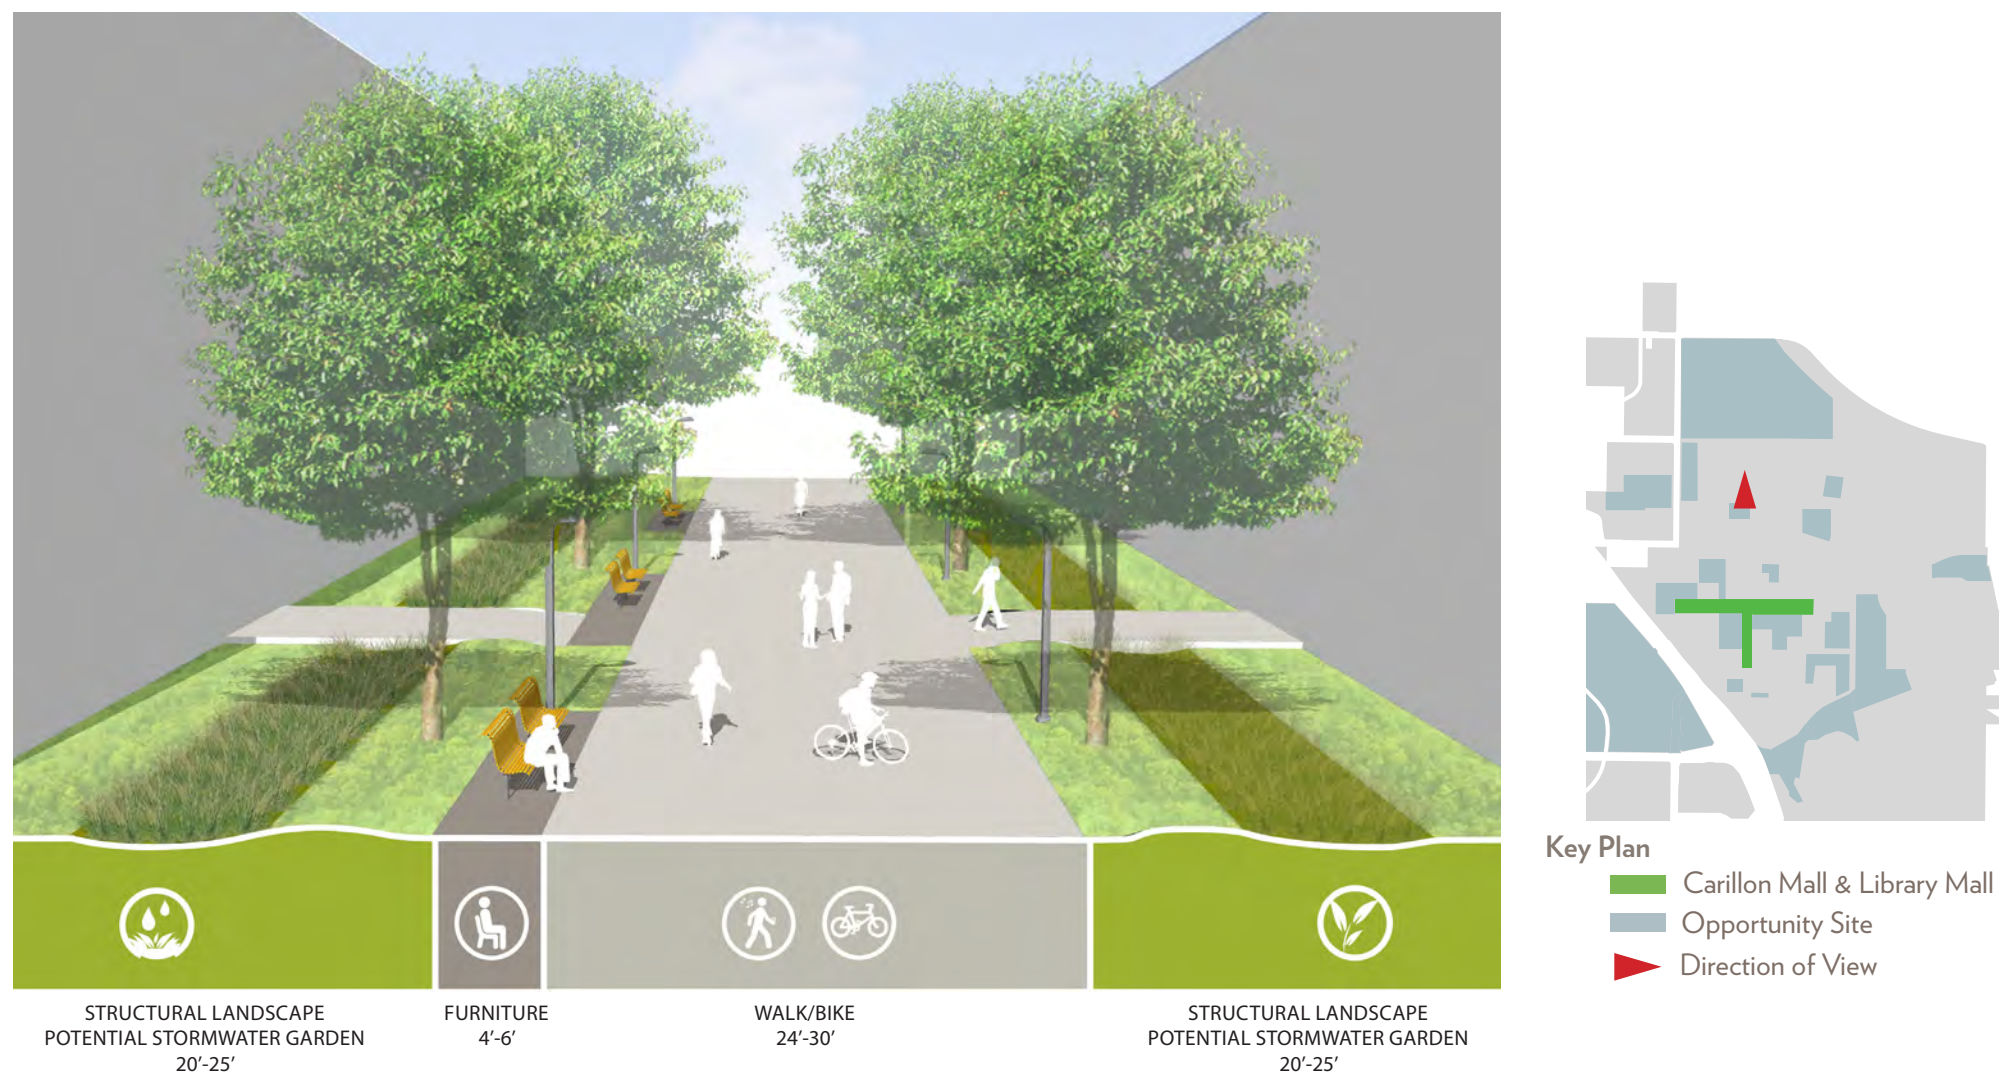 STRUCTURAL LANDSCAPE
POTENTIAL STORMWATER GARDEN
20’-25’
FURNITURE
4’-6’
WALK/BIKE
24’-30’
STRUCTURAL LANDSCAPE
POTENTIAL STORMWATER GARDEN
20’-25’
Key Plan
Carillon Mall & Library Mall
Opportunity Site
Direction of View